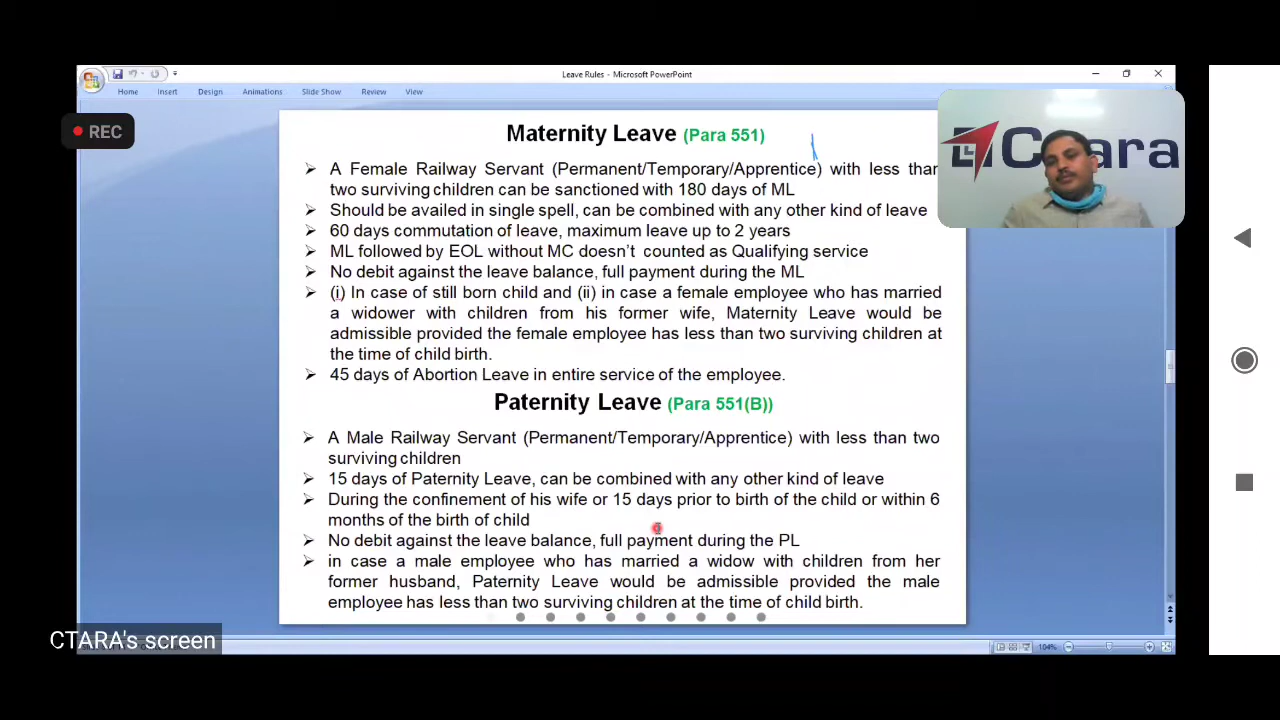 Leave Rules - Microsoft PowerPoint
Home Insert Design Animations Slide Show Review View
REC
Maternity Leave (Para 551)
➢ A Female Railway Servant (Permanent/Temporary/Apprentice) with less than
two surviving children can be sanctioned with 180 days of ML
➢ Should be availed in single spell, can be combined with any other kind of leave
➢ 60 days commutation of leave, maximum leave up to 2 years
➢ ML followed by EOL without MC doesn't counted as Qualifying service
➢ No debit against the leave balance, full payment during the ML
➢ (i) In case of still born child and (ii) in case a female employee who has married
a widower with children from his former wife, Maternity Leave would be
admissible provided the female employee has less than two surviving children at
the time of child birth.
➢ 45 days of Abortion Leave in entire service of the employee.
Paternity Leave (Para 551(B))
➢ A Male Railway Servant (Permanent/Temporary/Apprentice) with less than two
surviving children
➢ 15 days of Paternity Leave, can be combined with any other kind of leave
➢ During the confinement of his wife or 15 days prior to birth of the child or within 6
months of the birth of child
➢ No debit against the leave balance, full payment during the PL
➢ in case a male employee who has married a widow with children from her
former husband, Paternity Leave would be admissible provided the male
employee has less than two surviving children at the time of child birth.
CTARA's screen
104%